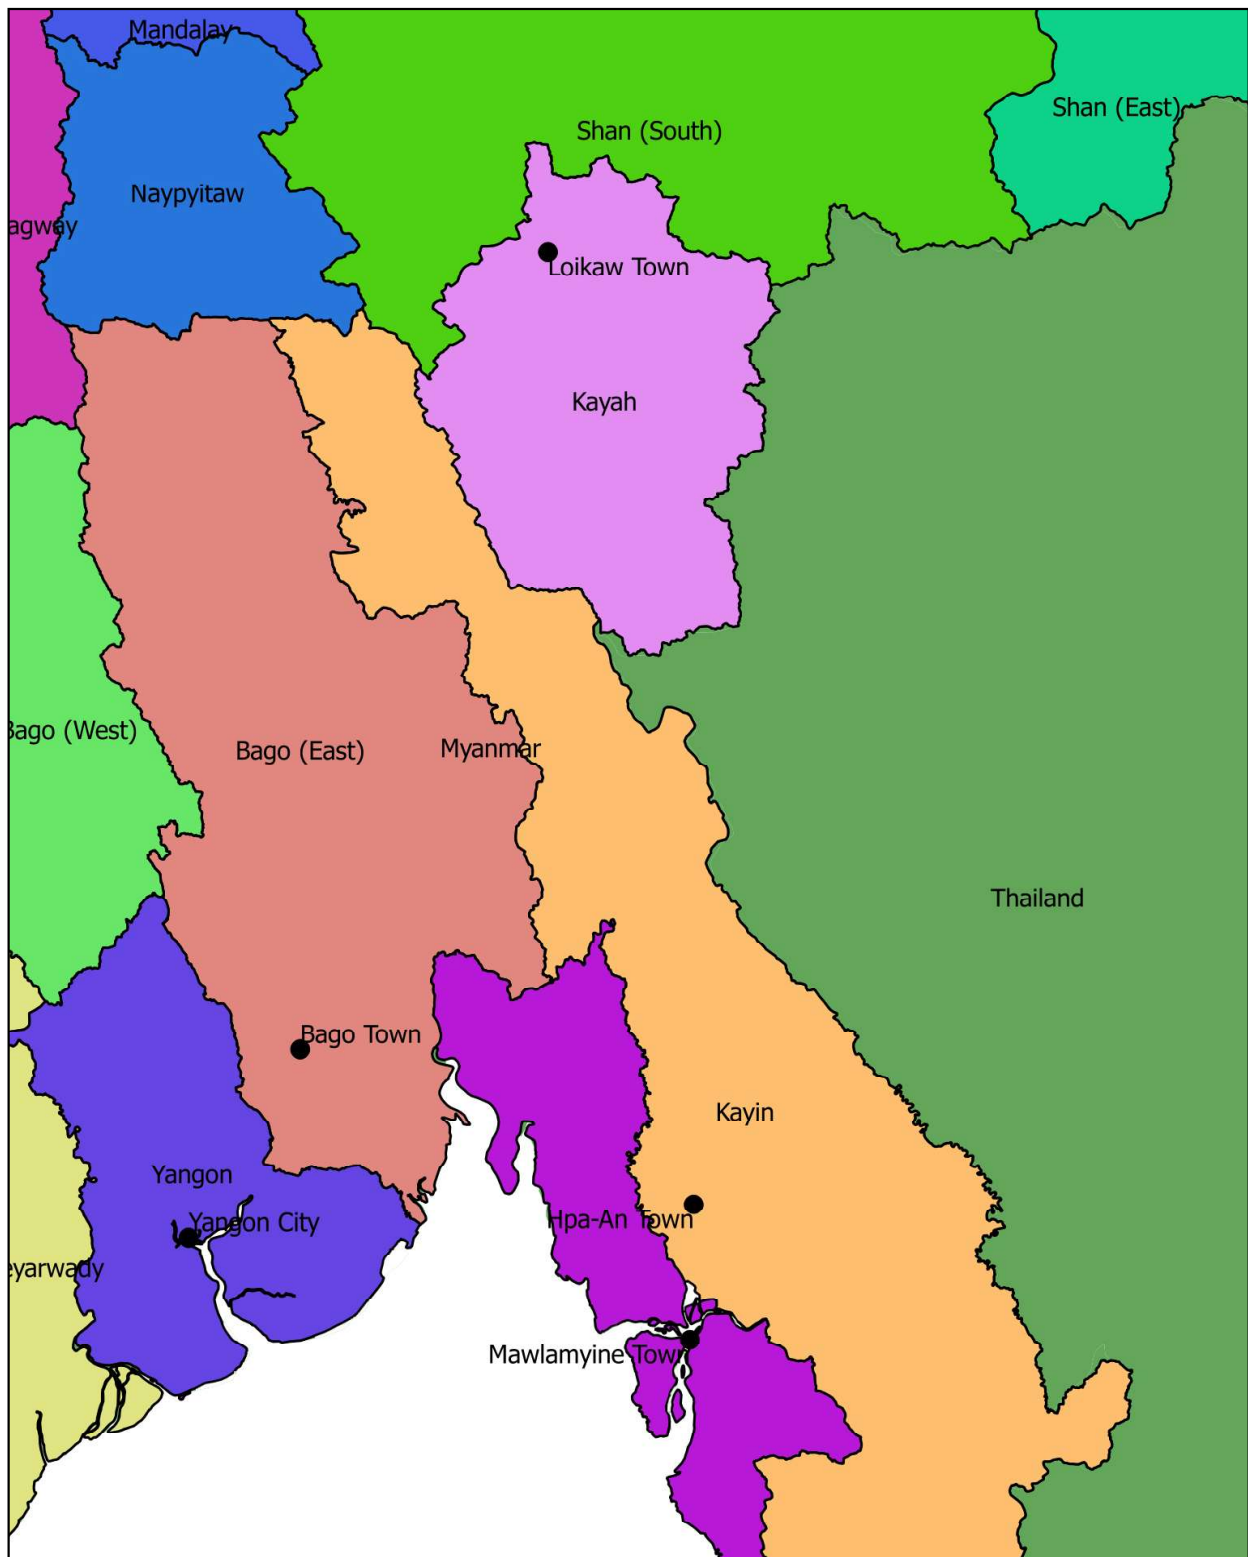 Mandalay
Shan (East)
Shan (South)
Naypyitaw
agway
Loikaw Town
Kayah
Bago (West)
Bago (East)
Myanmar
Thailand
Bago Town
Kayin
Yangon
Hpa-An Town
Yangon City
eyarwady
Mawlamyine Town